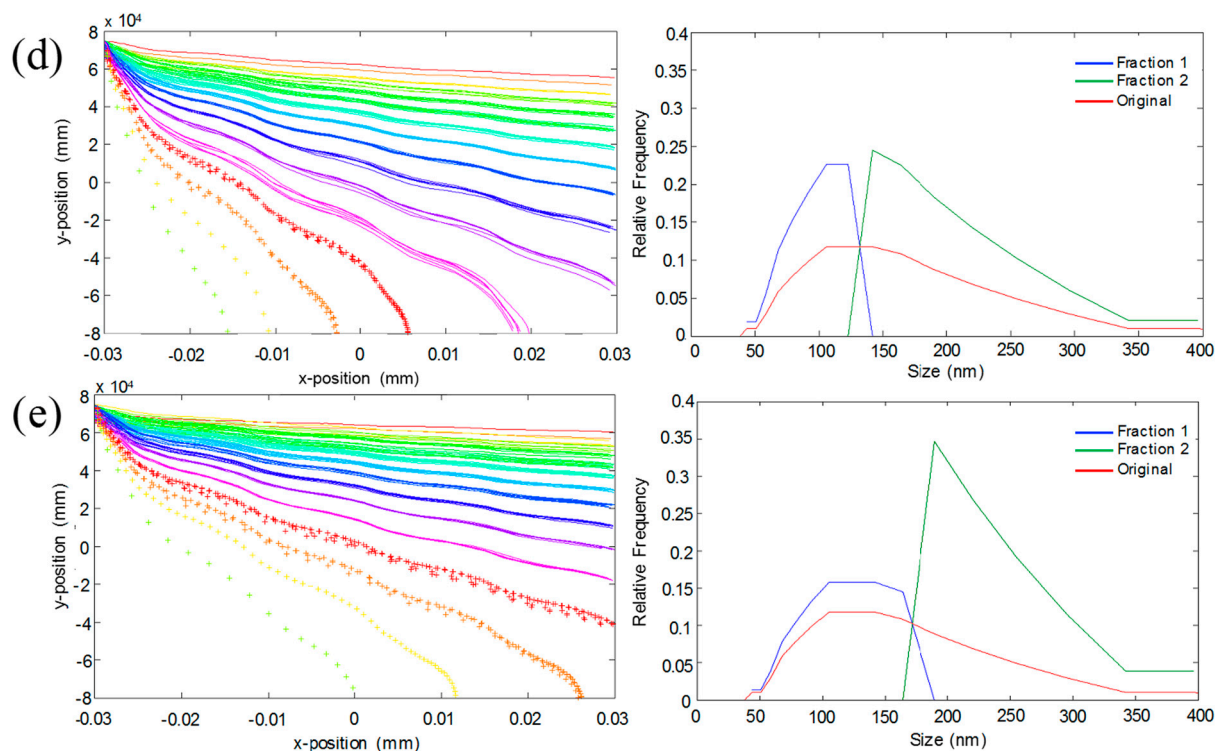 (d)
x 10⁴
8
6
4
2
0
-2
-4
-6
-8
y-position (mm)
-0.03 -0.02 -0.01 0 0.01 0.02 0.03
x-position (mm)
0.4
0.35
0.3
0.25
0.2
0.15
0.1
0.05
0
Relative Frequency
Fraction 1
Fraction 2
Original
0 50 100 150 200 250 300 350 400
Size (nm)
(e)
x 10⁴
8
6
4
2
0
-2
-4
-6
-8
y-position (mm)
-0.03 -0.02 -0.01 0 0.01 0.02 0.03
x-position (mm)
0.4
0.35
0.3
0.25
0.2
0.15
0.1
0.05
0
Relative Frequency
Fraction 1
Fraction 2
Original
0 50 100 150 200 250 300 350 400
Size (nm)